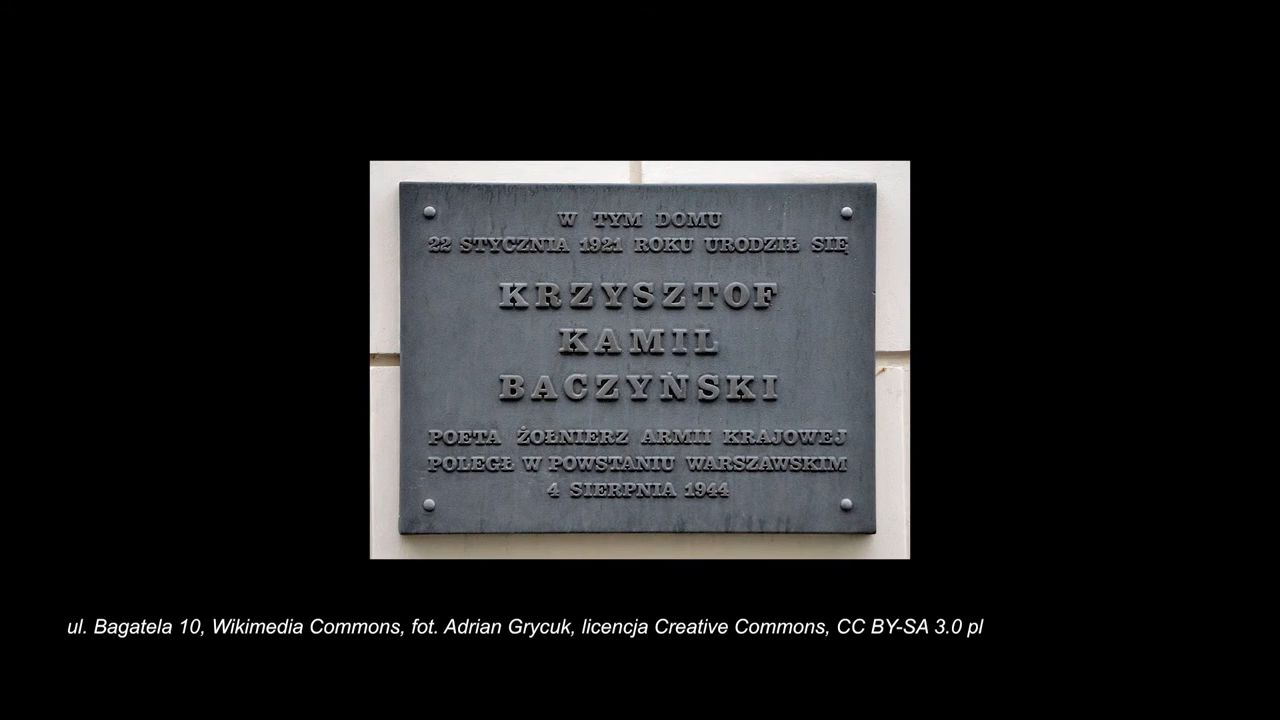 W TYM DOMU
22 STYCZNIA 1921 ROKU URODZIŁ SIĘ
KRZYSZTOF
KAMIL
BACZYŃSKI
POETA ŻOŁNIERZ ARMII KRAJOWEJ
POLEGŁ W POWSTANIU WARSZAWSKIM
4 SIERPNIA 1944
ul. Bagatela 10, Wikimedia Commons, fot. Adrian Grycuk, licencja Creative Commons, CC BY-SA 3.0 pl